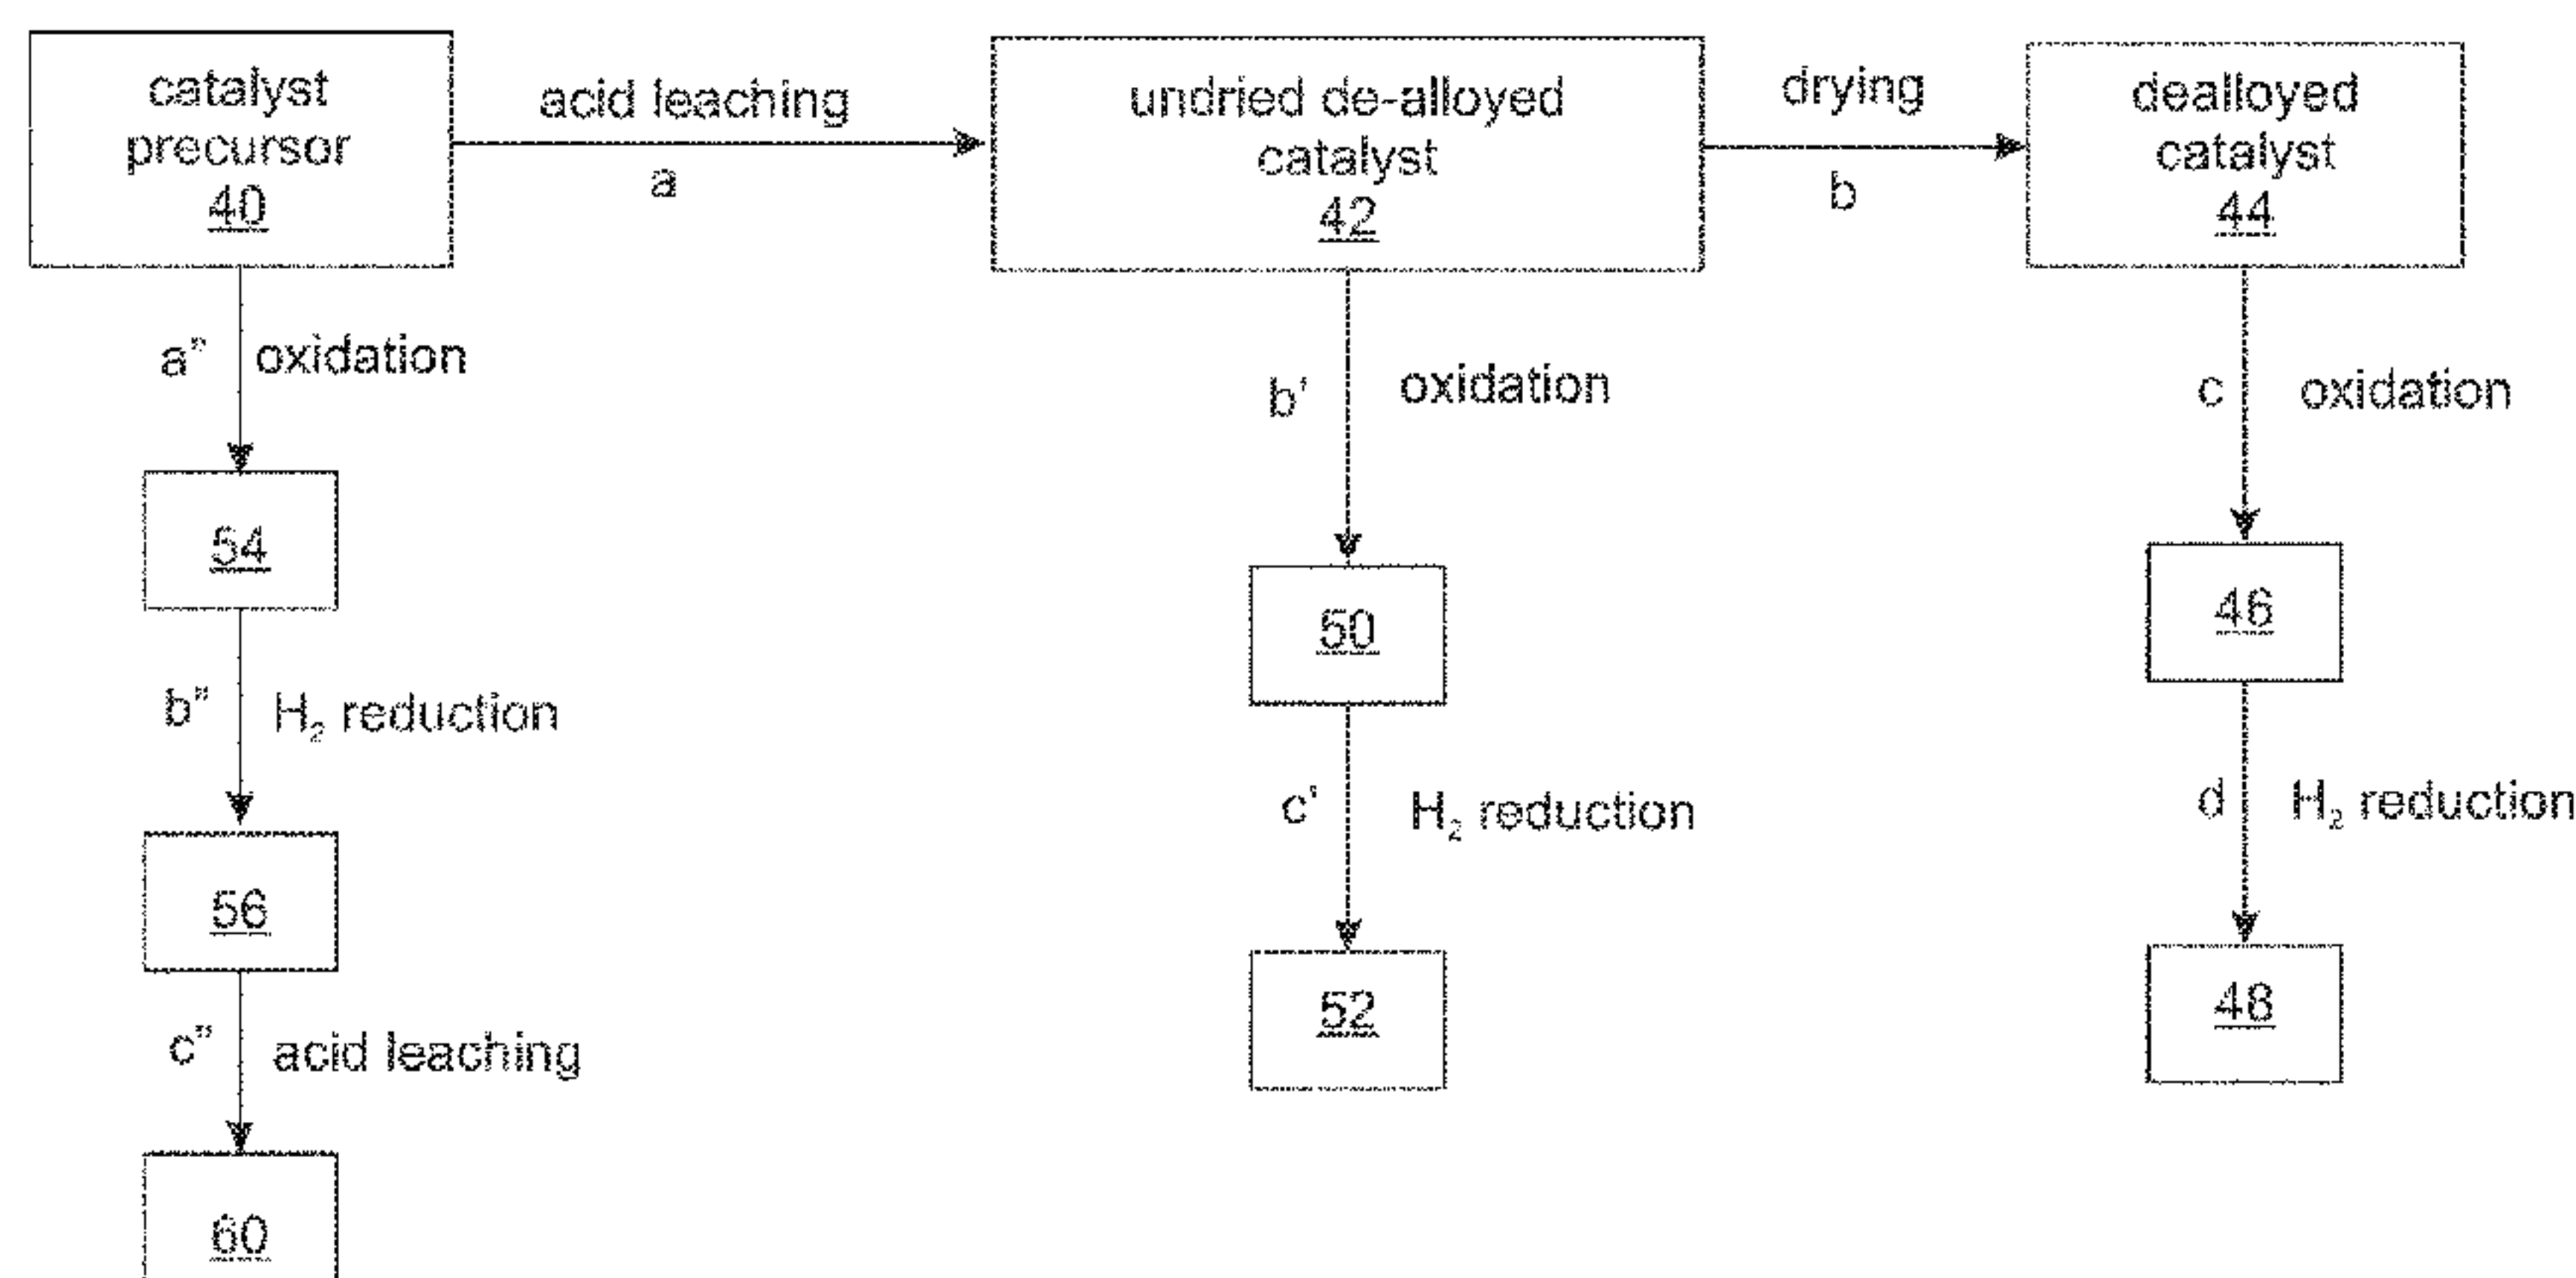 catalyst
precursor
40
acid leaching
a
undried de-alloyed
catalyst
42
drying
b
dealloyed
catalyst
44
a" oxidation
b' oxidation
c oxidation
54
50
46
b" H₂ reduction
c' H₂ reduction
d H₂ reduction
56
52
48
c" acid leaching
60